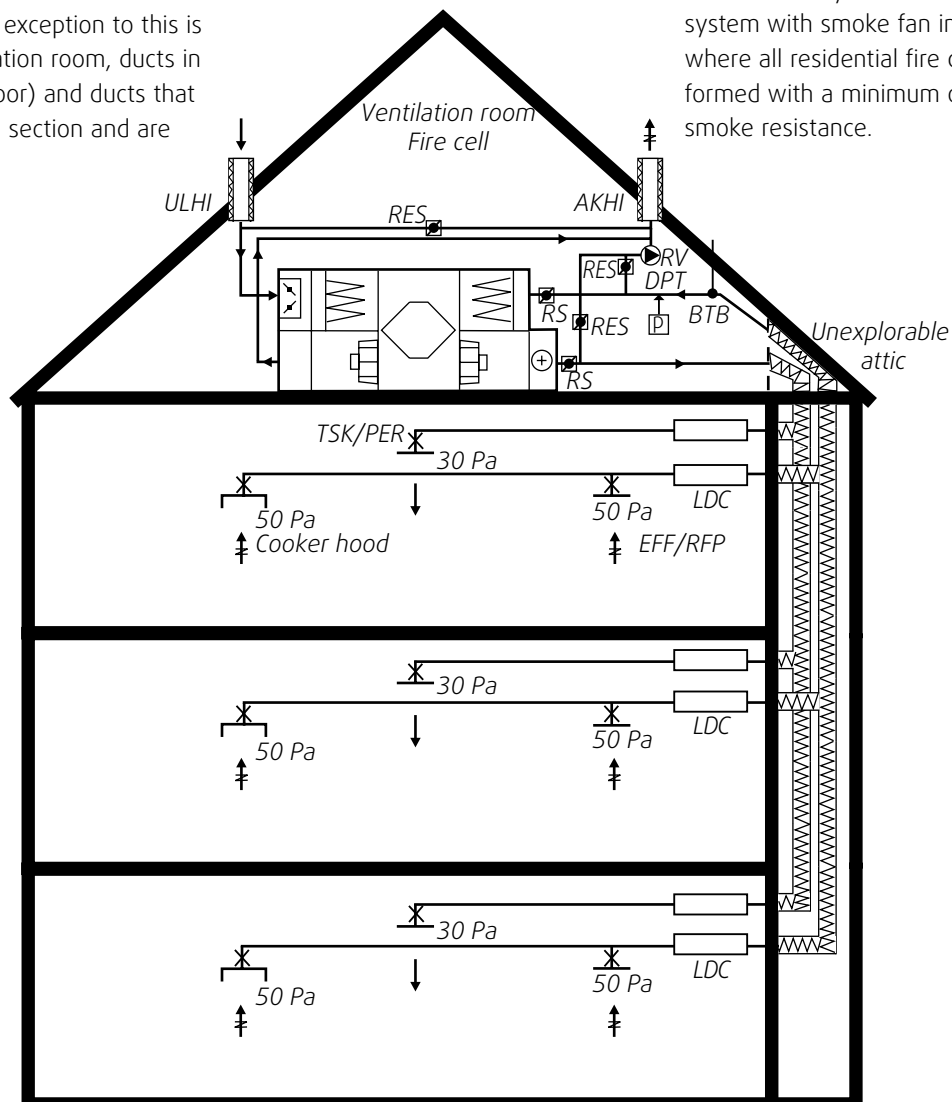 exception to this is
ation room, ducts in
oor) and ducts that
section and are
system with smoke fan in
where all residential fire
formed with a minimum
smoke resistance.
Ventilation room
Fire cell
ULHI
AKHI
RES
RV
RES
DPT
RS
RES
P
BTB
RS
Unexplorable
attic
TSK/PER
30 Pa
LDC
50 Pa
50 Pa
Cooker hood
EFF/RFP
30 Pa
LDC
50 Pa
50 Pa
30 Pa
LDC
50 Pa
50 Pa